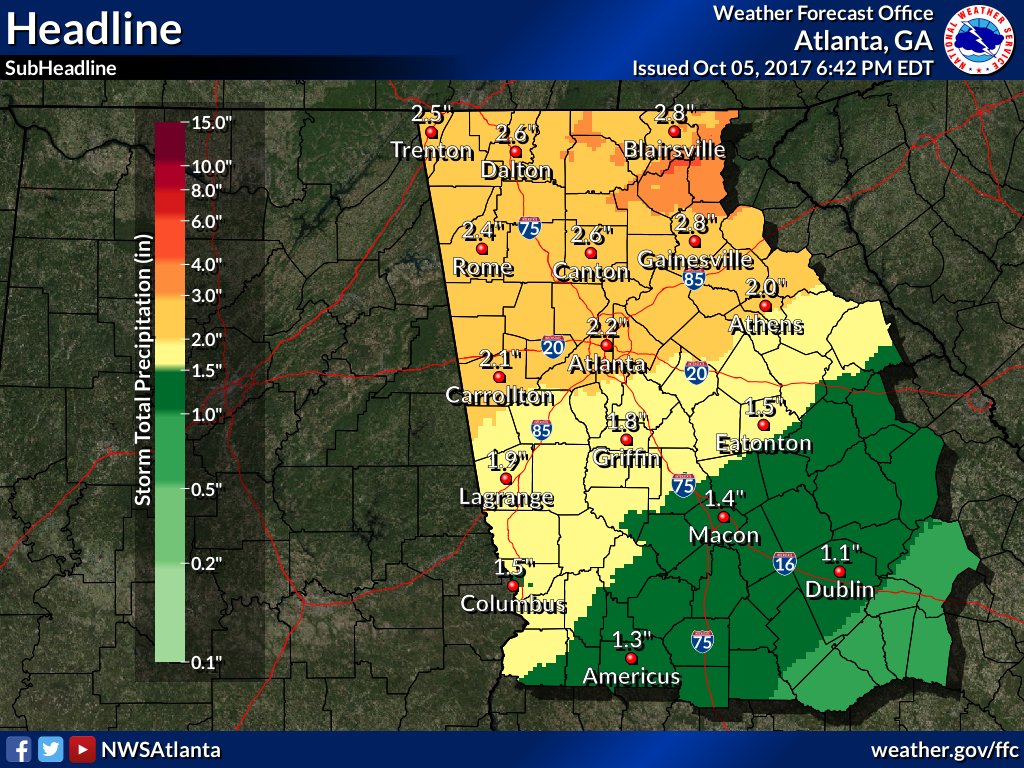 Headline
SubHeadline
Weather Forecast Office
Atlanta, GA
Issued Oct 05, 2017 6:42 PM EDT
NATIONAL WEATHER SERVICE
Storm Total Precipitation (in)
15.0"
10.0"
8.0"
6.0"
4.0"
3.0"
2.0"
1.5"
1.0"
0.5"
0.2"
0.1"
2.5"
Trenton
2.6"
Dalton
2.8"
Blairsville
2.4"
Rome
75
2.6"
Canton
2.8"
Gainesville
85
2.0"
Athens
2.2"
Atlanta
20
2.1"
Carrollton
20
85
1.8"
Griffin
1.5"
Eatonton
1.9"
Lagrange
75
1.4"
Macon
1.5"
Columbus
16
1.1"
Dublin
1.3"
Americus
75
NWSAtlanta
weather.gov/ffc